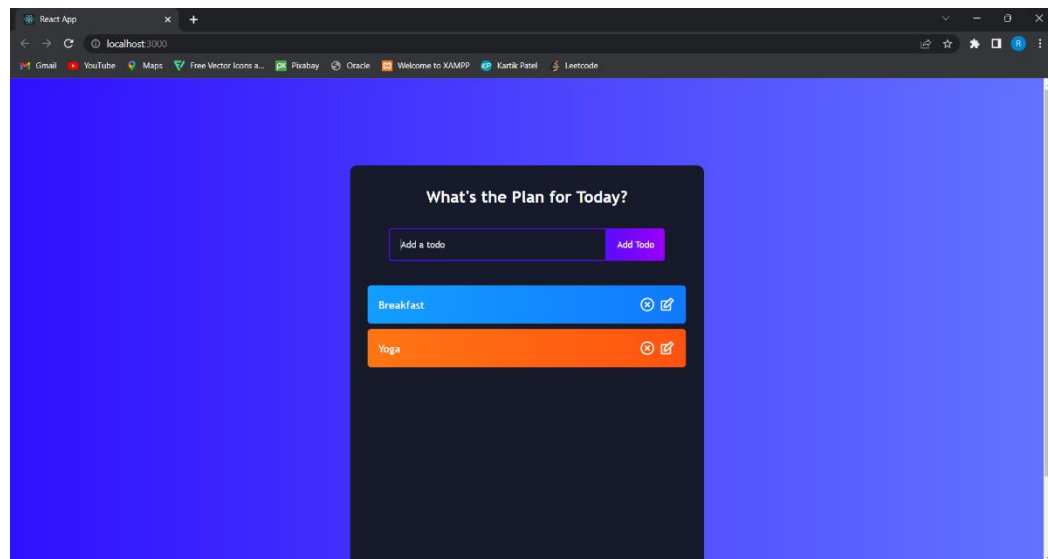 React App
localhost:3000
Gmail YouTube Maps Free Vector Icons a... Pixabay Oracle Welcome to XAMPP Kartik Patel Leetcode
R
What's the Plan for Today?
Add a todo Add Todo
Breakfast
Yoga